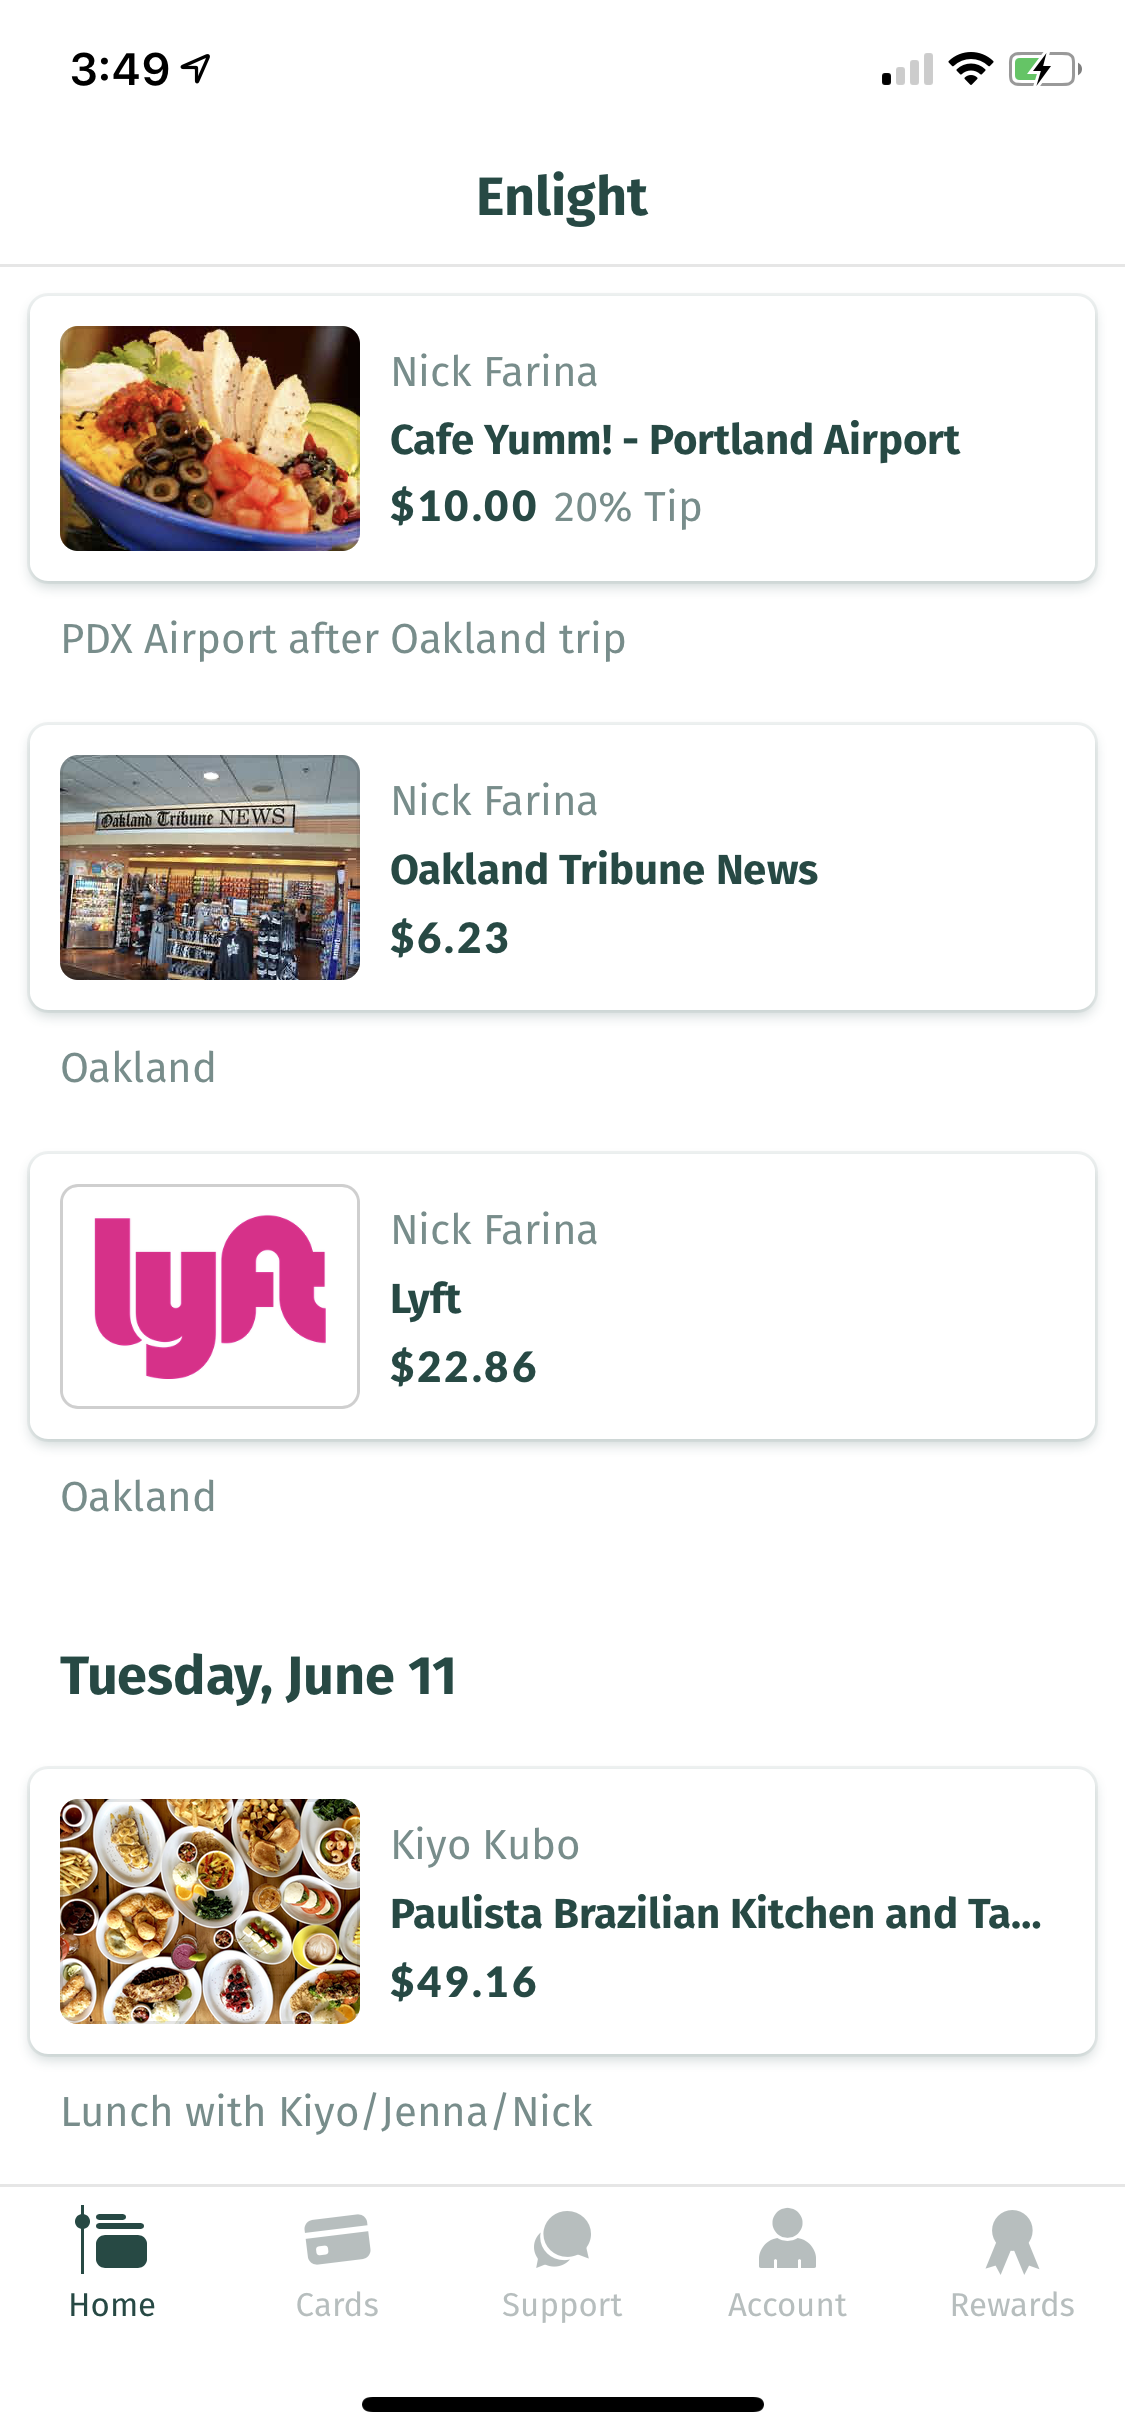 3:49
Enlight
Nick Farina
Cafe Yumm! - Portland Airport
$10.00 20% Tip
PDX Airport after Oakland trip
Oakland Tribune NEWS
Nick Farina
Oakland Tribune News
$6.23
Oakland
lyft
Nick Farina
Lyft
$22.86
Oakland
Tuesday, June 11
Kiyo Kubo
Paulista Brazilian Kitchen and Ta...
$49.16
Lunch with Kiyo/Jenna/Nick
Home
Cards
Support
Account
Rewards